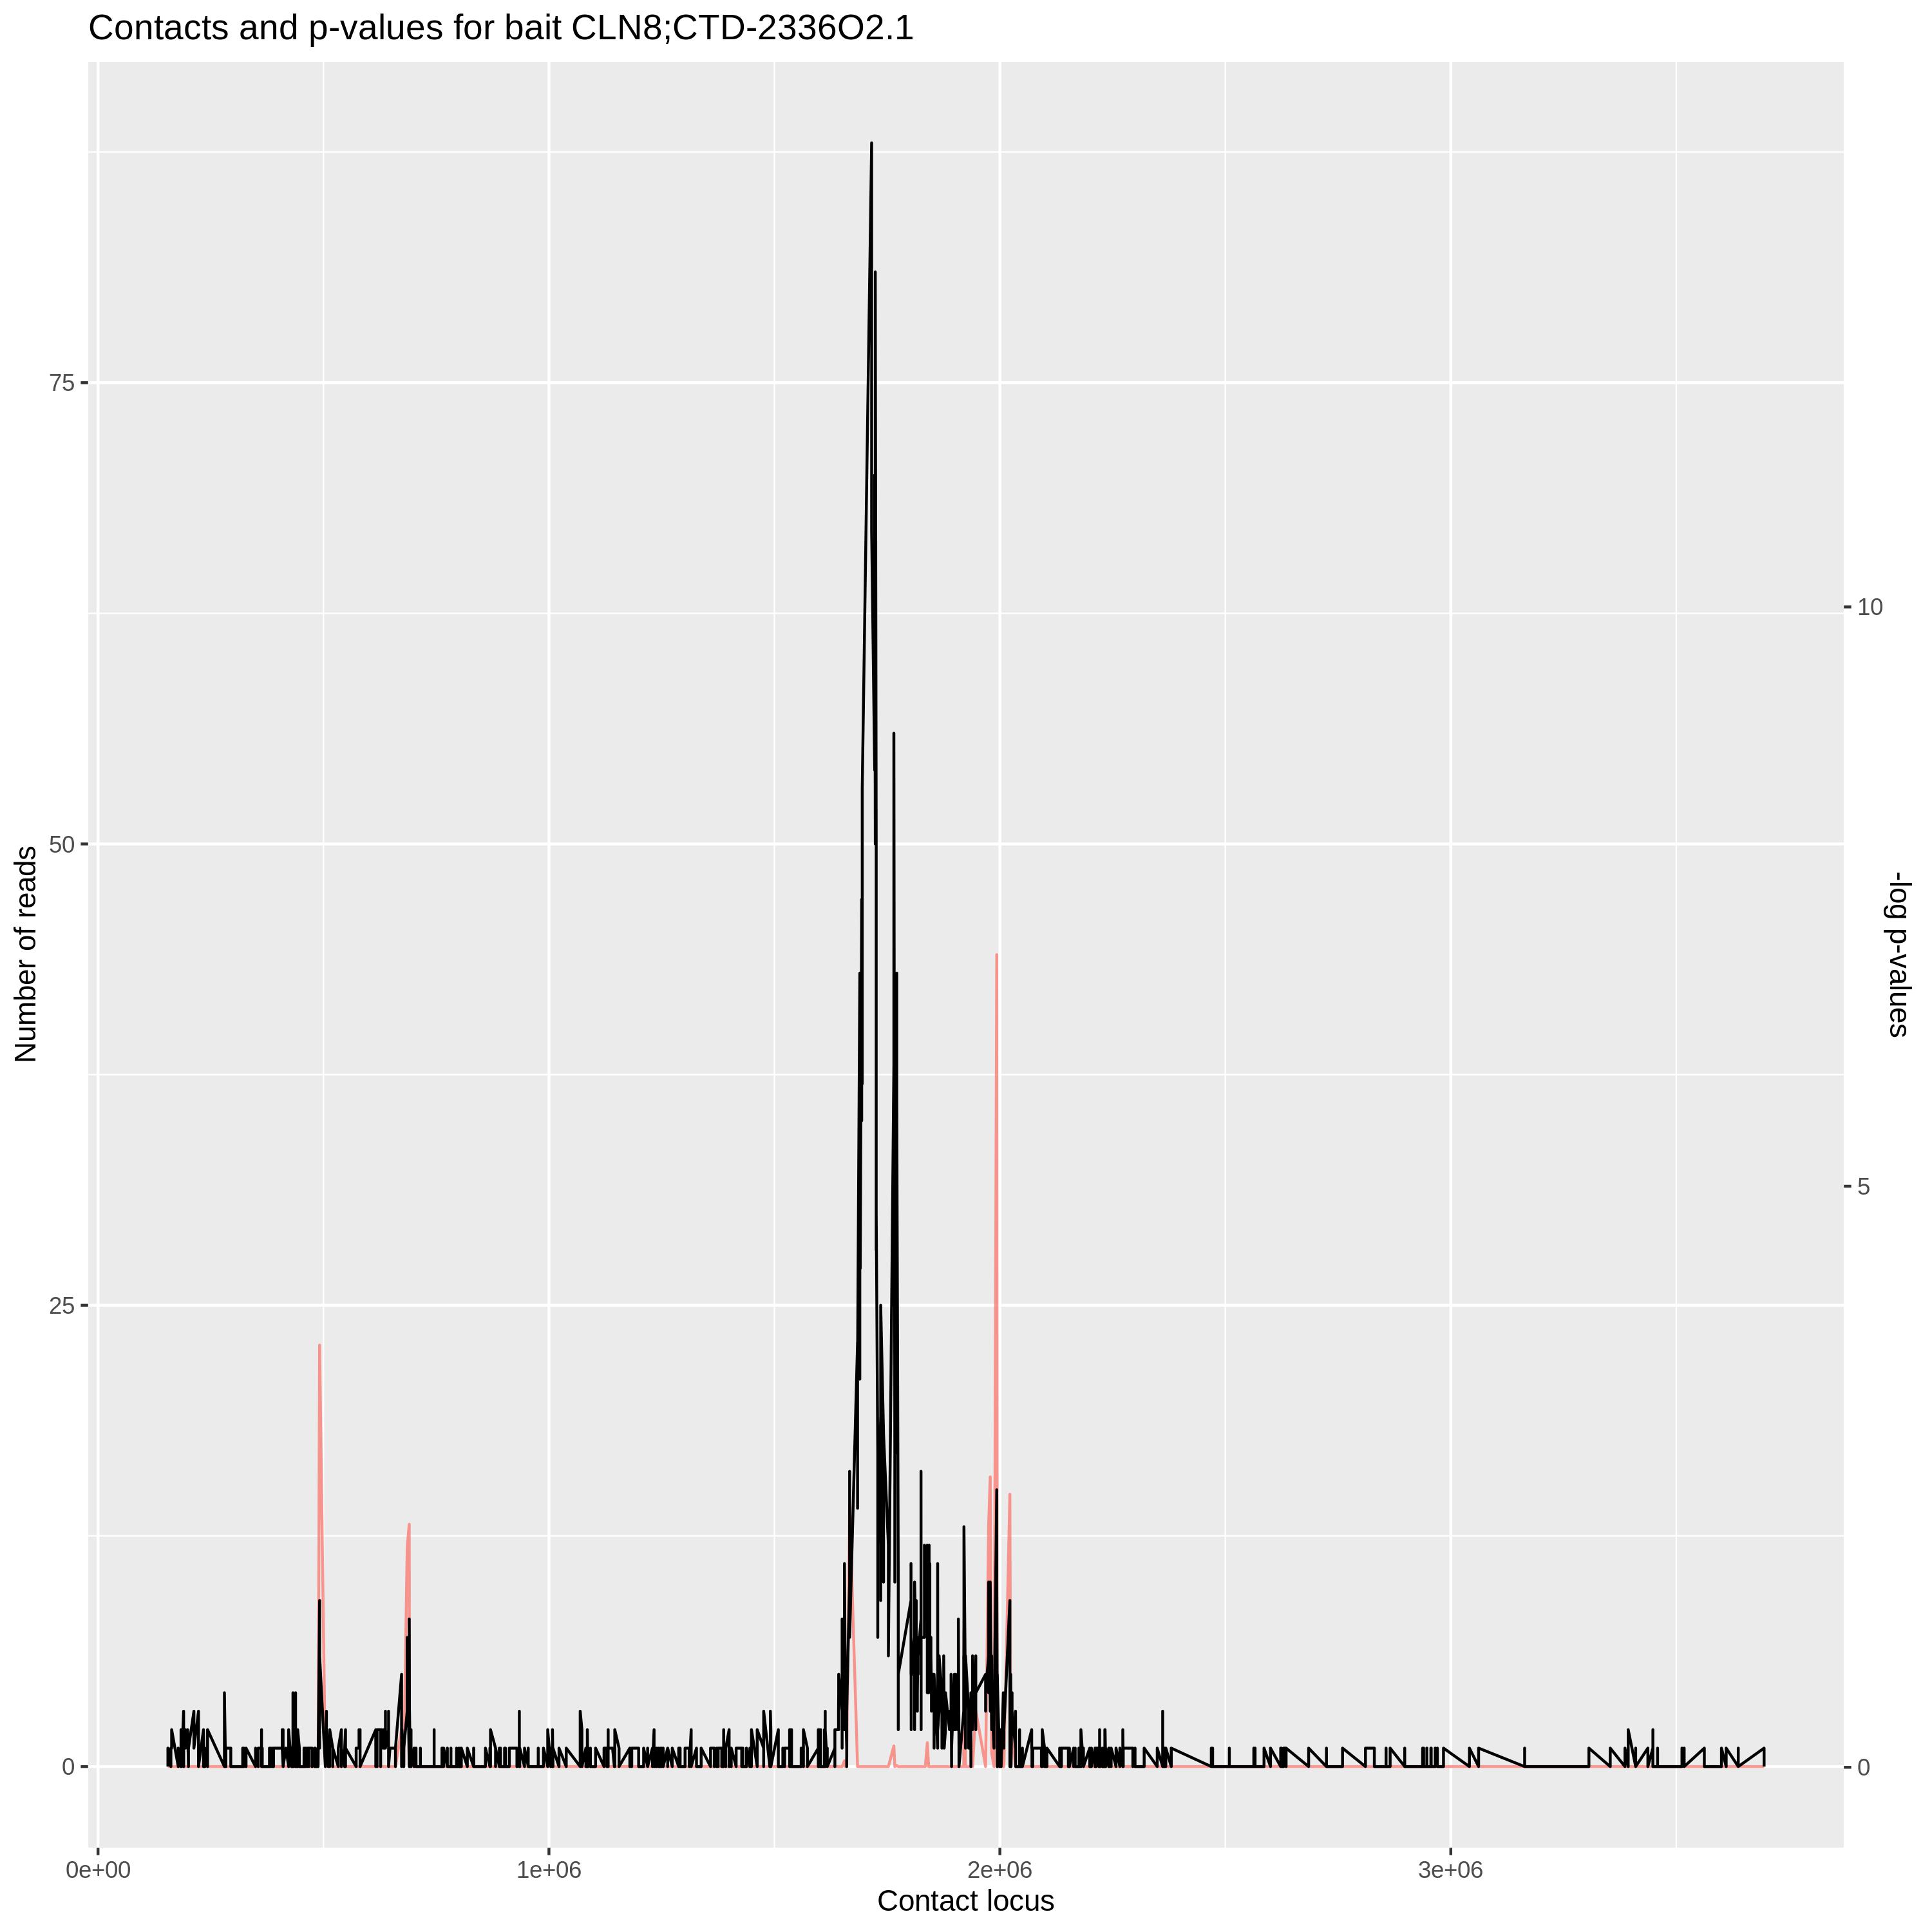 Contacts and p-values for bait CLN8;CTD-2336O2.1
75
50
25
0
Number of reads
10
5
0
-log p-values
0e+00 1e+06 2e+06 3e+06
Contact locus